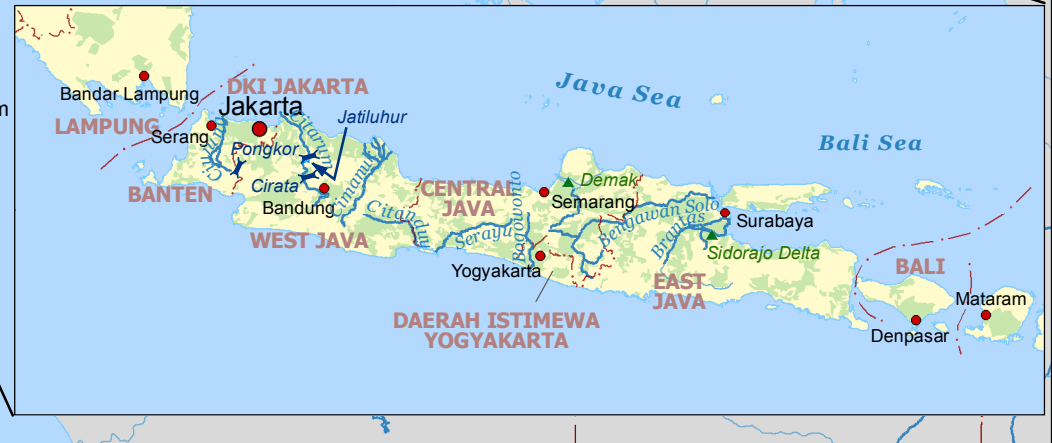 Java Sea
DKI JAKARTA
Bandar Lampung
m
Jakarta
Jatiluhur
LAMPUNG
Serang
Citarum
Bali Sea
Pongkor
Cirata
Cimanuk
BANTEN
Bandung
CENTRAL
JAVA
Demak
Semarang
Citanduy
Serayu
Bogowonto
Bengawan Solo
Brantas
Surabaya
WEST JAVA
Sidorajo Delta
Yogyakarta
BALI
EAST
JAVA
Mataram
DAERAH ISTIMEWA
YOGYAKARTA
Denpasar